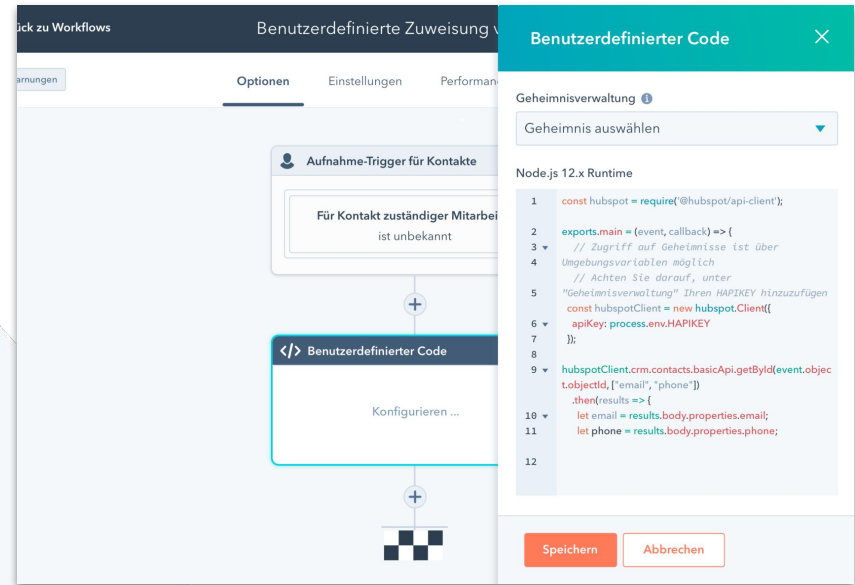 ück zu Workflows
Benutzerdefinierte Zuweisung v
arnungen
Optionen
Einstellungen
Performan
Aufnahme-Trigger für Kontakte
Für Kontakt zuständiger Mitarbei
ist unbekannt
</> Benutzerdefinierter Code
Konfigurieren ...
Benutzerdefinierter Code
Geheimnisverwaltung
Geheimnis auswählen
Node.js 12.x Runtime
1 const hubspot = require('@hubspot/api-client');
2 exports.main = (event, callback) => {
3 // Zugriff auf Geheimnisse ist über
4 Umgebungsvariablen möglich
// Achten Sie darauf, unter
5 "Geheimnisverwaltung" Ihren HAPIKEY hinzuzufügen
const hubspotClient = new hubspot.Client({
6 apiKey: process.env.HAPIKEY
7 });
8
9 hubspotClient.crm.contacts.basicApi.getById(event.objec
t.objectId, ["email", "phone"])
.then(results => {
10 let email = results.body.properties.email;
11 let phone = results.body.properties.phone;
12
Speichern
Abbrechen